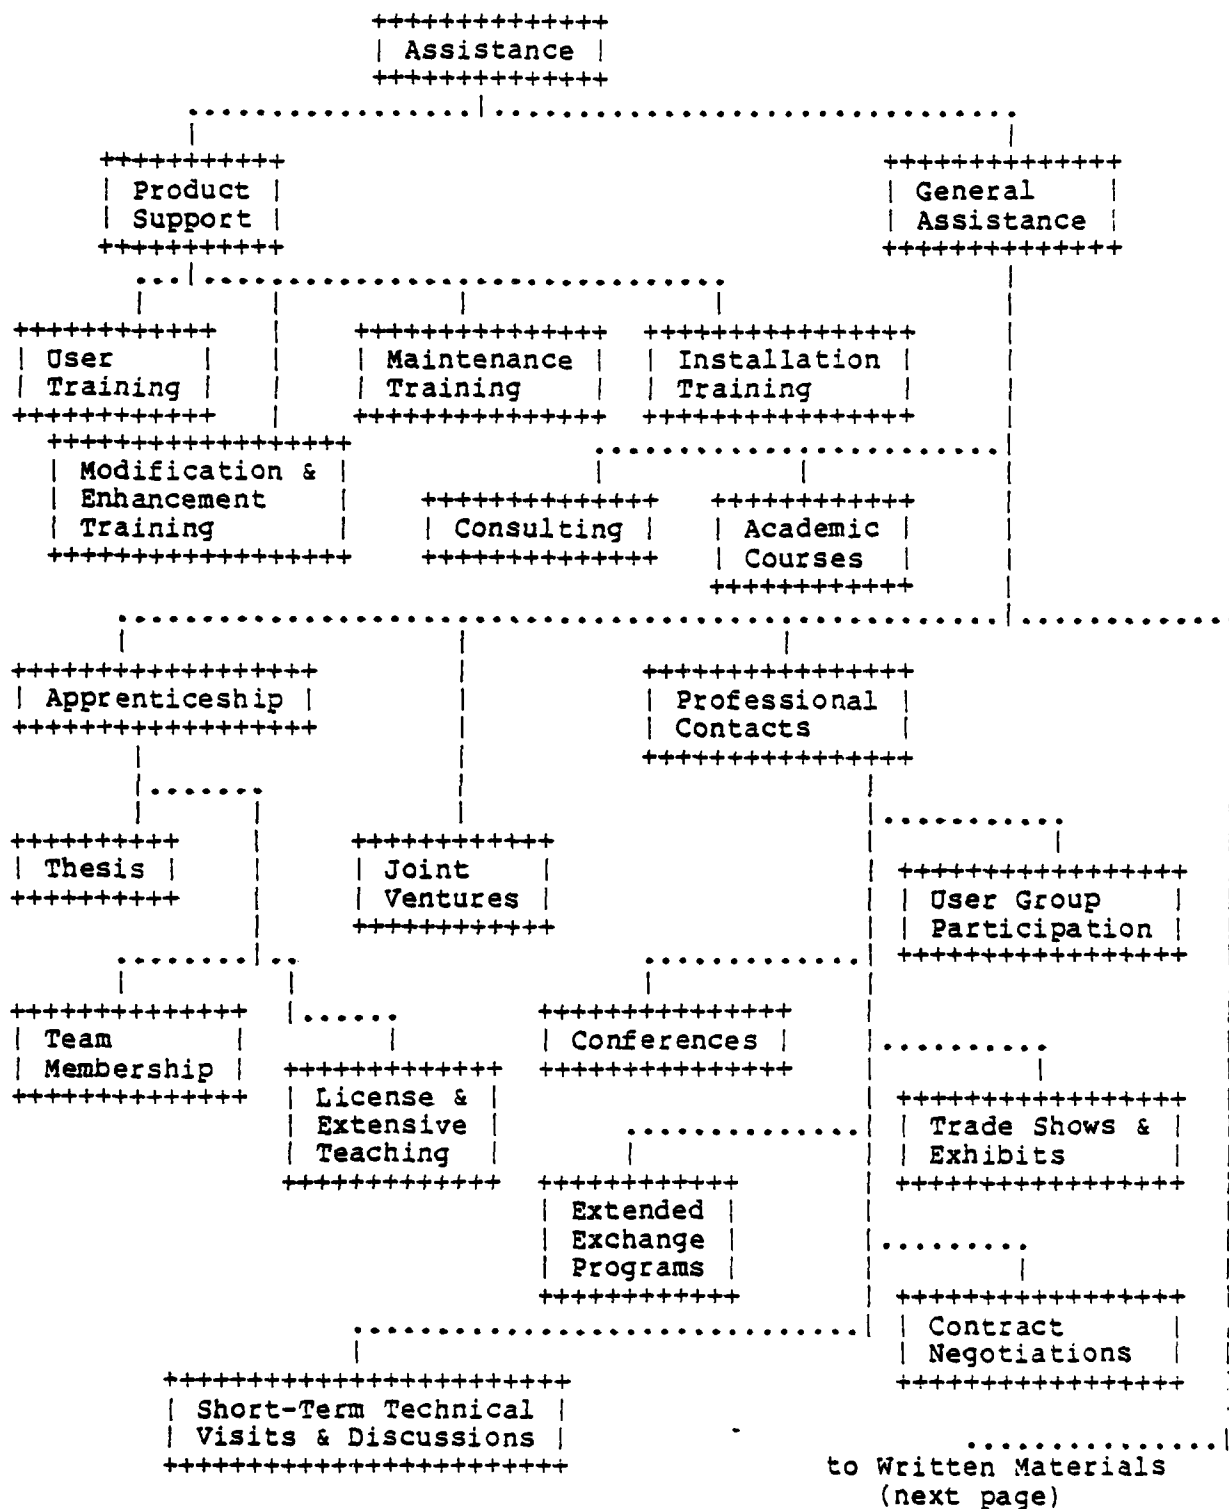 Assistance
Product
Support
General
Assistance
User
Training
Maintenance
Training
Installation
Training
Modification &
Enhancement
Training
Consulting
Academic
Courses
Apprenticeship
Professional
Contacts
Thesis
Joint
Ventures
User Group
Participation
Team
Membership
Conferences
License &
Extensive
Teaching
Trade Shows &
Exhibits
Extended
Exchange
Programs
Contract
Negotiations
Short-Term Technical
Visits & Discussions
to Written Materials
(next page)